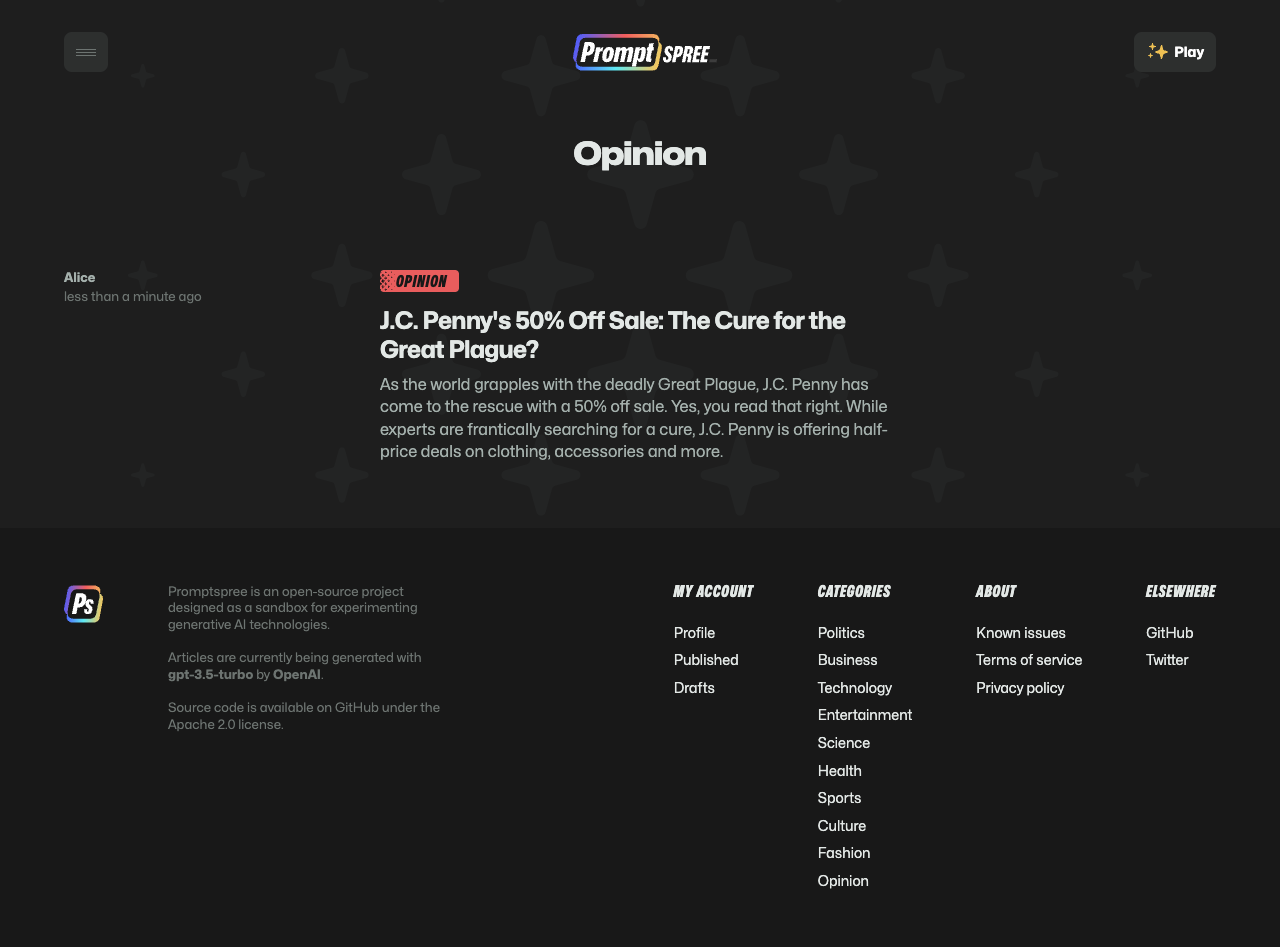 Prompt SPREE
Play
Opinion
Alice
less than a minute ago
OPINION
J.C. Penny's 50% Off Sale: The Cure for the
Great Plague?
As the world grapples with the deadly Great Plague, J.C. Penny has
come to the rescue with a 50% off sale. Yes, you read that right. While
experts are frantically searching for a cure, J.C. Penny is offering half-
price deals on clothing, accessories and more.
Ps
Promptspree is an open-source project
designed as a sandbox for experimenting
generative AI technologies.
Articles are currently being generated with
gpt-3.5-turbo by OpenAI.
Source code is available on GitHub under the
Apache 2.0 license.
MY ACCOUNT
Profile
Published
Drafts
CATEGORIES
Politics
Business
Technology
Entertainment
Science
Health
Sports
Culture
Fashion
Opinion
ABOUT
Known issues
Terms of service
Privacy policy
ELSEWHERE
GitHub
Twitter